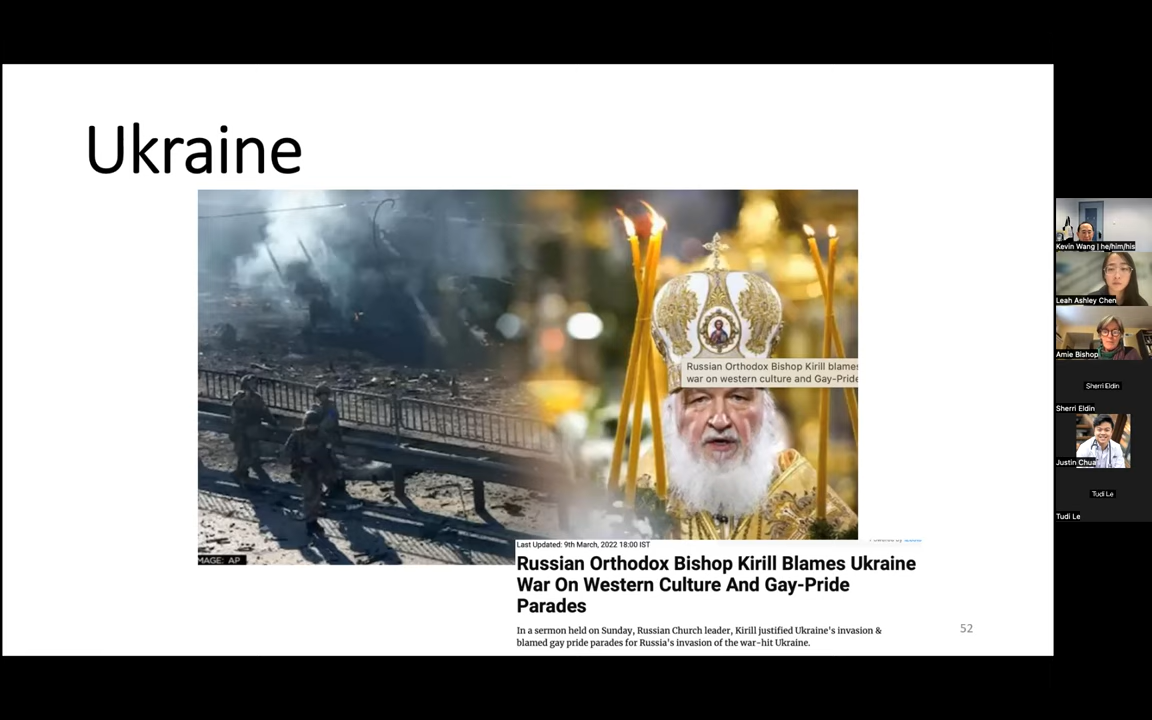 Ukraine
Russian Orthodox Bishop Kirill blames
war on western culture and Gay-Pride
MAGE: AP
Last Updated: 9th March, 2022 18:00 IST
Russian Orthodox Bishop Kirill Blames Ukraine
War On Western Culture And Gay-Pride
Parades
In a sermon held on Sunday, Russian Church leader, Kirill justified Ukraine's invasion &
blamed gay pride parades for Russia's invasion of the war-hit Ukraine.
52
Kevin Wang | he/him/his
Leah Ashley Chen
Amie Bishop
Sherri Eldin
Sherri Eldin
Justin Chua
Tudi Le
Tudi Le